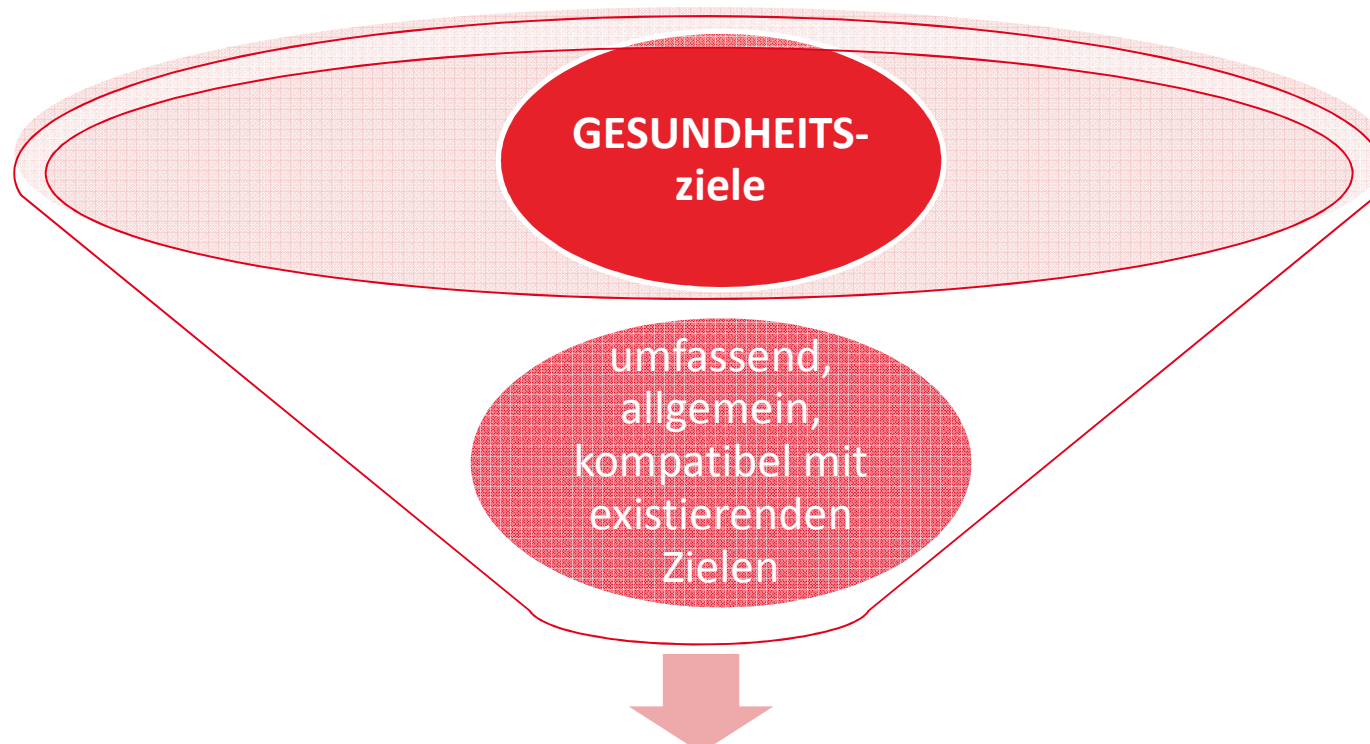 GESUNDHEITS-
ziele
umfassend,
allgemein,
kompatibel mit
existierenden
Zielen